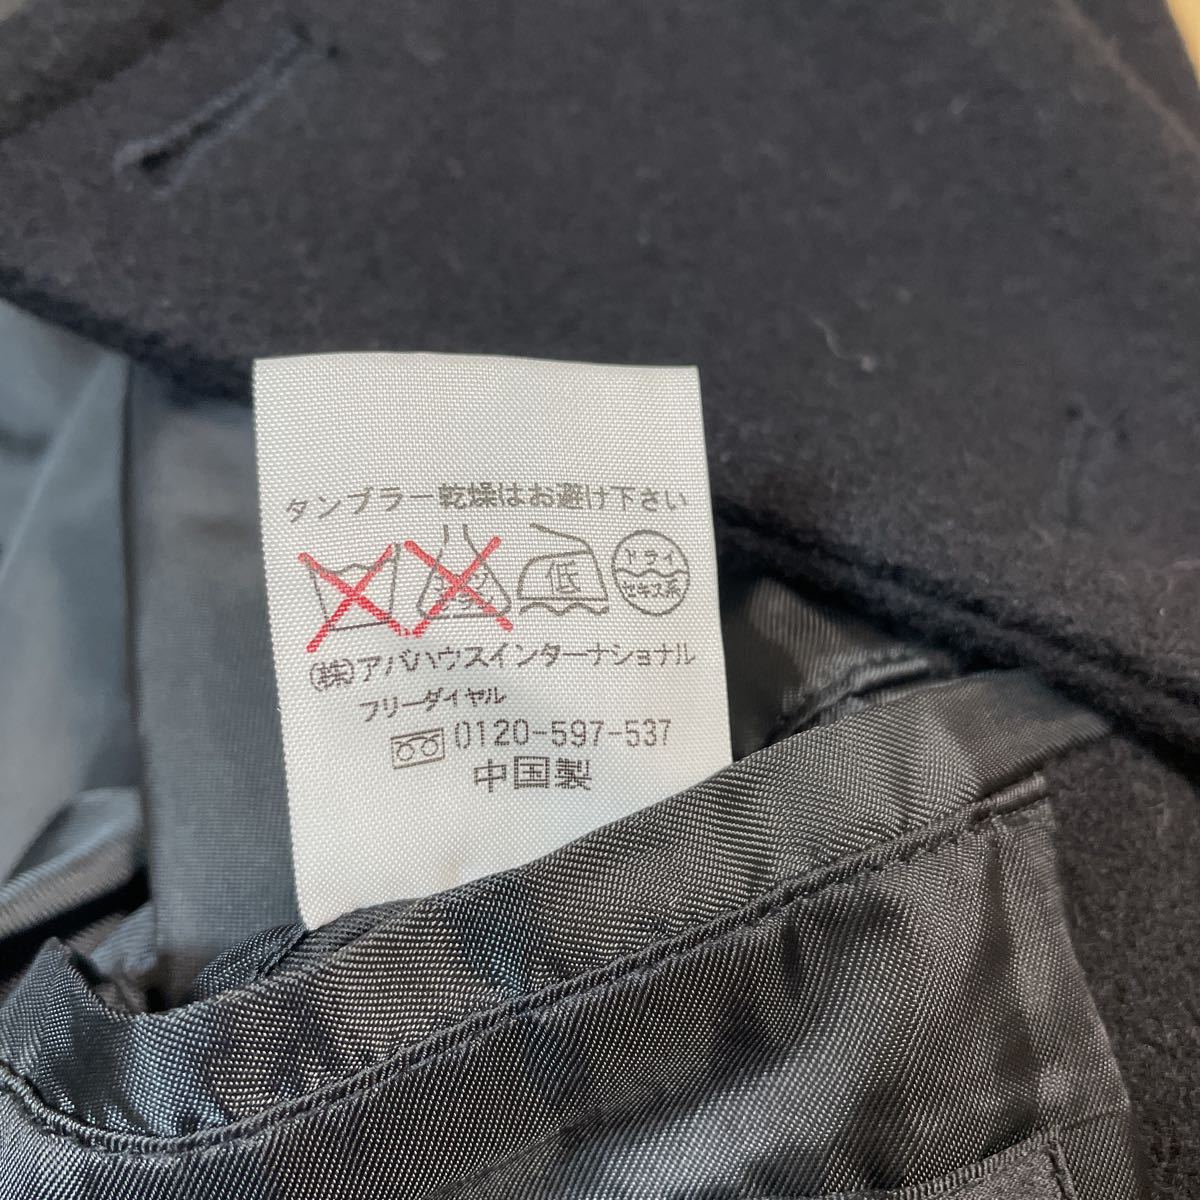 タンブラー乾燥はお避け下さい
低
ドライ
セキユ系
(株)アバハウスインターナショナル
フリーダイヤル
0120-597-537
中国製